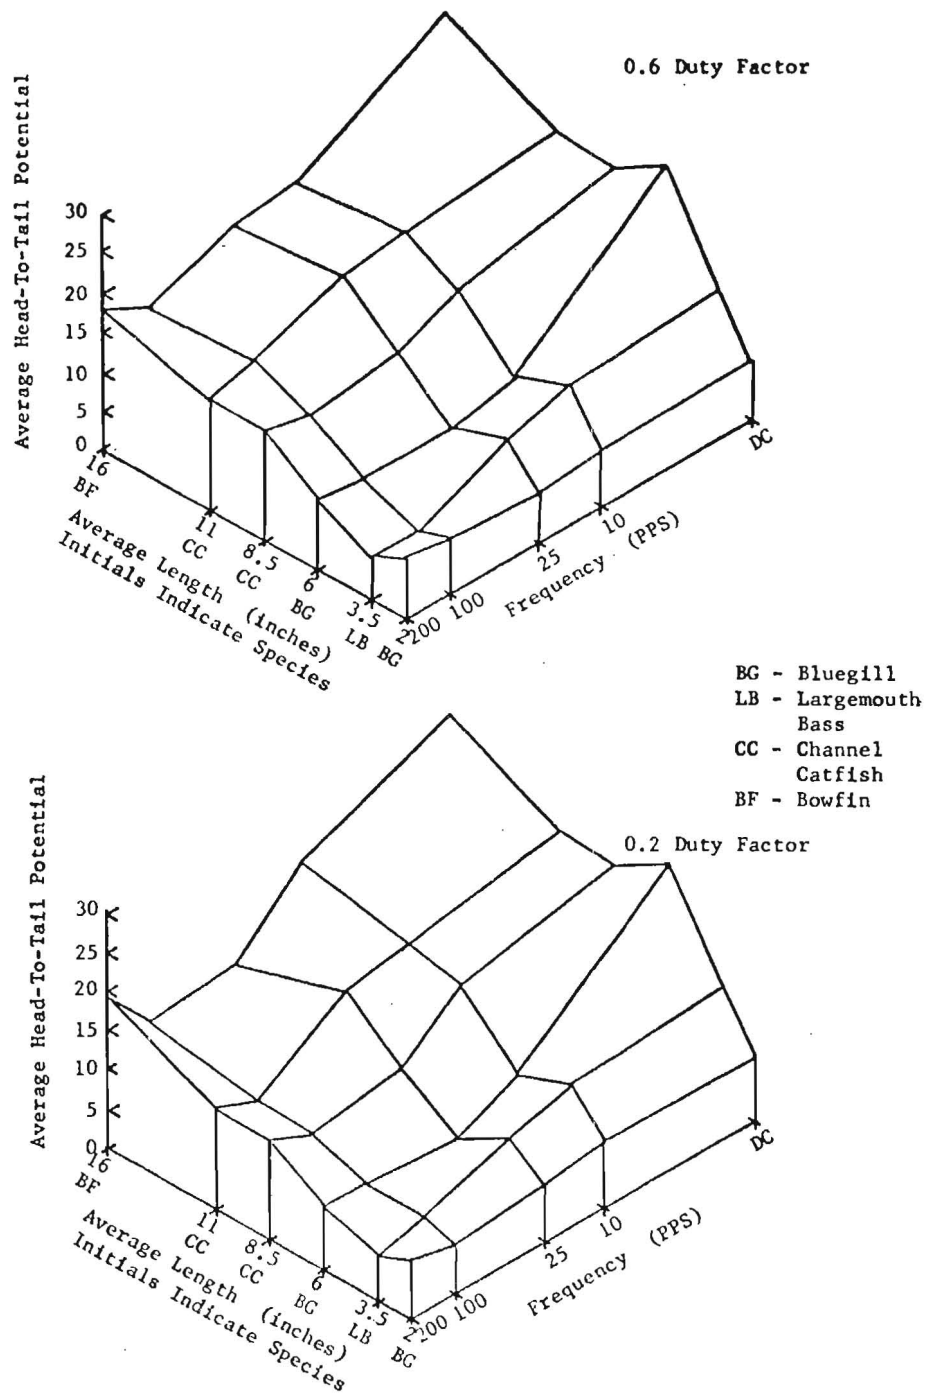 0.6 Duty Factor
Average Head-To-Tail Potential
30
25
20
15
10
5
0
16
BF
11
CC
8.5
CC
6
BG
3.5
LB
2
BG
Average Length (inches)
Initials Indicate Species
200
100
25
10
DC
Frequency (PPS)
BG - Bluegill
LB - Largemouth
Bass
CC - Channel
Catfish
BF - Bowfin
0.2 Duty Factor
Average Head-To-Tail Potential
30
25
20
15
10
5
0
16
BF
11
CC
8.5
CC
6
BG
3.5
LB
2
BG
Average Length (inches)
Initials Indicate Species
200
100
25
10
DC
Frequency (PPS)